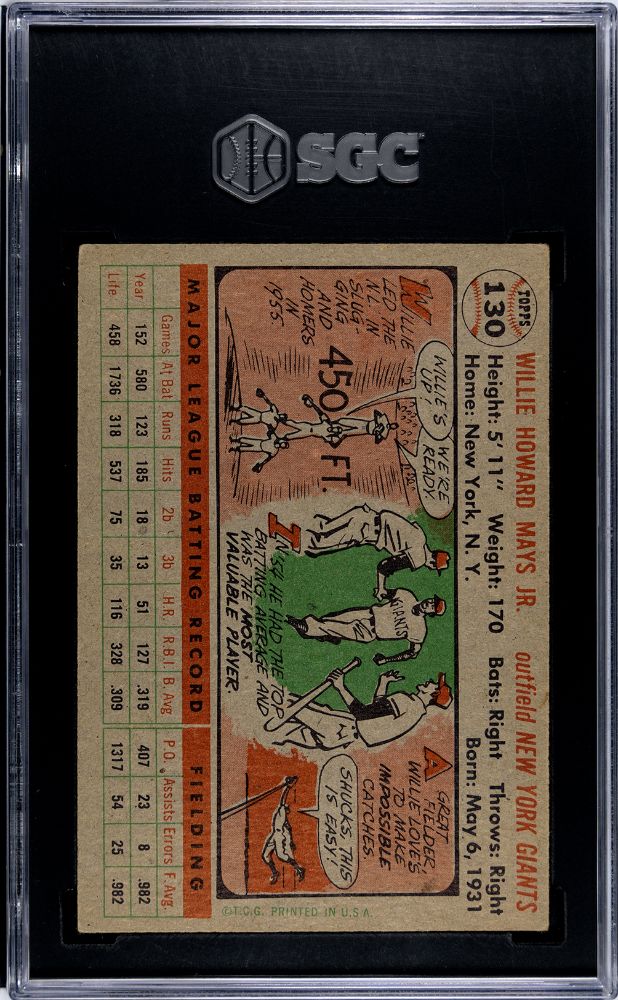 SGC
TOPPS
130
WILLIE HOWARD MAYS JR. outfield NEW YORK GIANTS
Height: 5' 11" Weight: 170 Bats: Right Throws: Right
Home: New York, N. Y. Born: May 6, 1931
WILLIE
LED THE
N.L. IN
SLUG-
GING
AND
HOMERS
IN
1955.
WILLIE'S
UP!
WE'RE
READY.
450 FT.
IN '54 HE HAD THE TOP
BATTING AVERAGE AND
WAS THE MOST
VALUABLE PLAYER
GIANTS
A GREAT
FIELDER,
WILLIE LOVES
TO MAKE
IMPOSSIBLE
CATCHES.
SHUCKS, THIS
IS EASY!
©T.C.G. PRINTED IN U.S.A.
MAJOR LEAGUE BATTING RECORD FIELDING
Games At Bat Runs Hits 2b 3b H.R. R.B.I. B. Avg P.O. Assists Errors F. Avg.
Year 152 580 123 185 18 13 51 127 .319 407 23 8 .982
Life 458 1736 318 537 75 35 116 328 .309 1317 54 25 .982